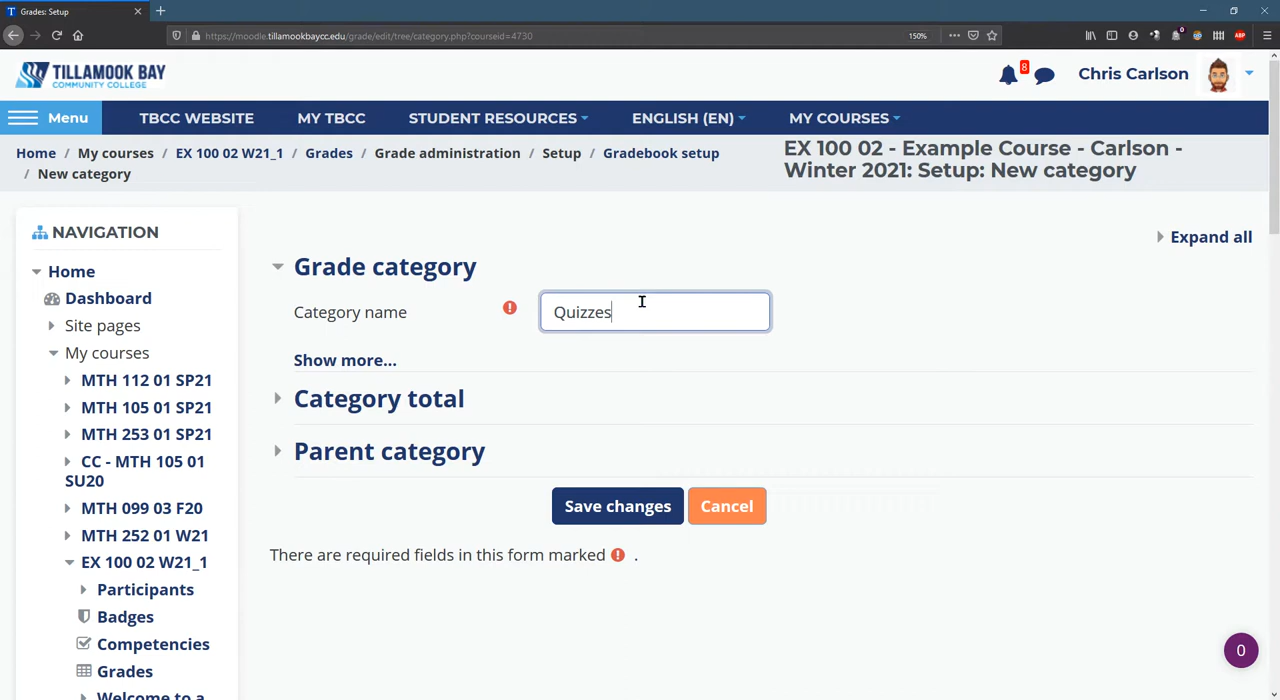 Grades: Setup
https://moodle.tillamookbaycc.edu/grade/edit/tree/category.php?courseid=4730
150%
0
ABP
TILLAMOOK BAY
COMMUNITY COLLEGE
8
Chris Carlson
Menu
TBCC WEBSITE
MY TBCC
STUDENT RESOURCES
ENGLISH (EN)
MY COURSES
Home / My courses / EX 100 02 W21_1 / Grades / Grade administration / Setup / Gradebook setup
/ New category
EX 100 02 - Example Course - Carlson -
Winter 2021: Setup: New category
NAVIGATION
Home
Dashboard
Site pages
My courses
MTH 112 01 SP21
MTH 105 01 SP21
MTH 253 01 SP21
CC - MTH 105 01
SU20
MTH 099 03 F20
MTH 252 01 W21
EX 100 02 W21_1
Participants
Badges
Competencies
Grades
Welcome to a
Expand all
Grade category
Category name
Quizzes
Show more...
Category total
Parent category
Save changes
Cancel
There are required fields in this form marked .
0